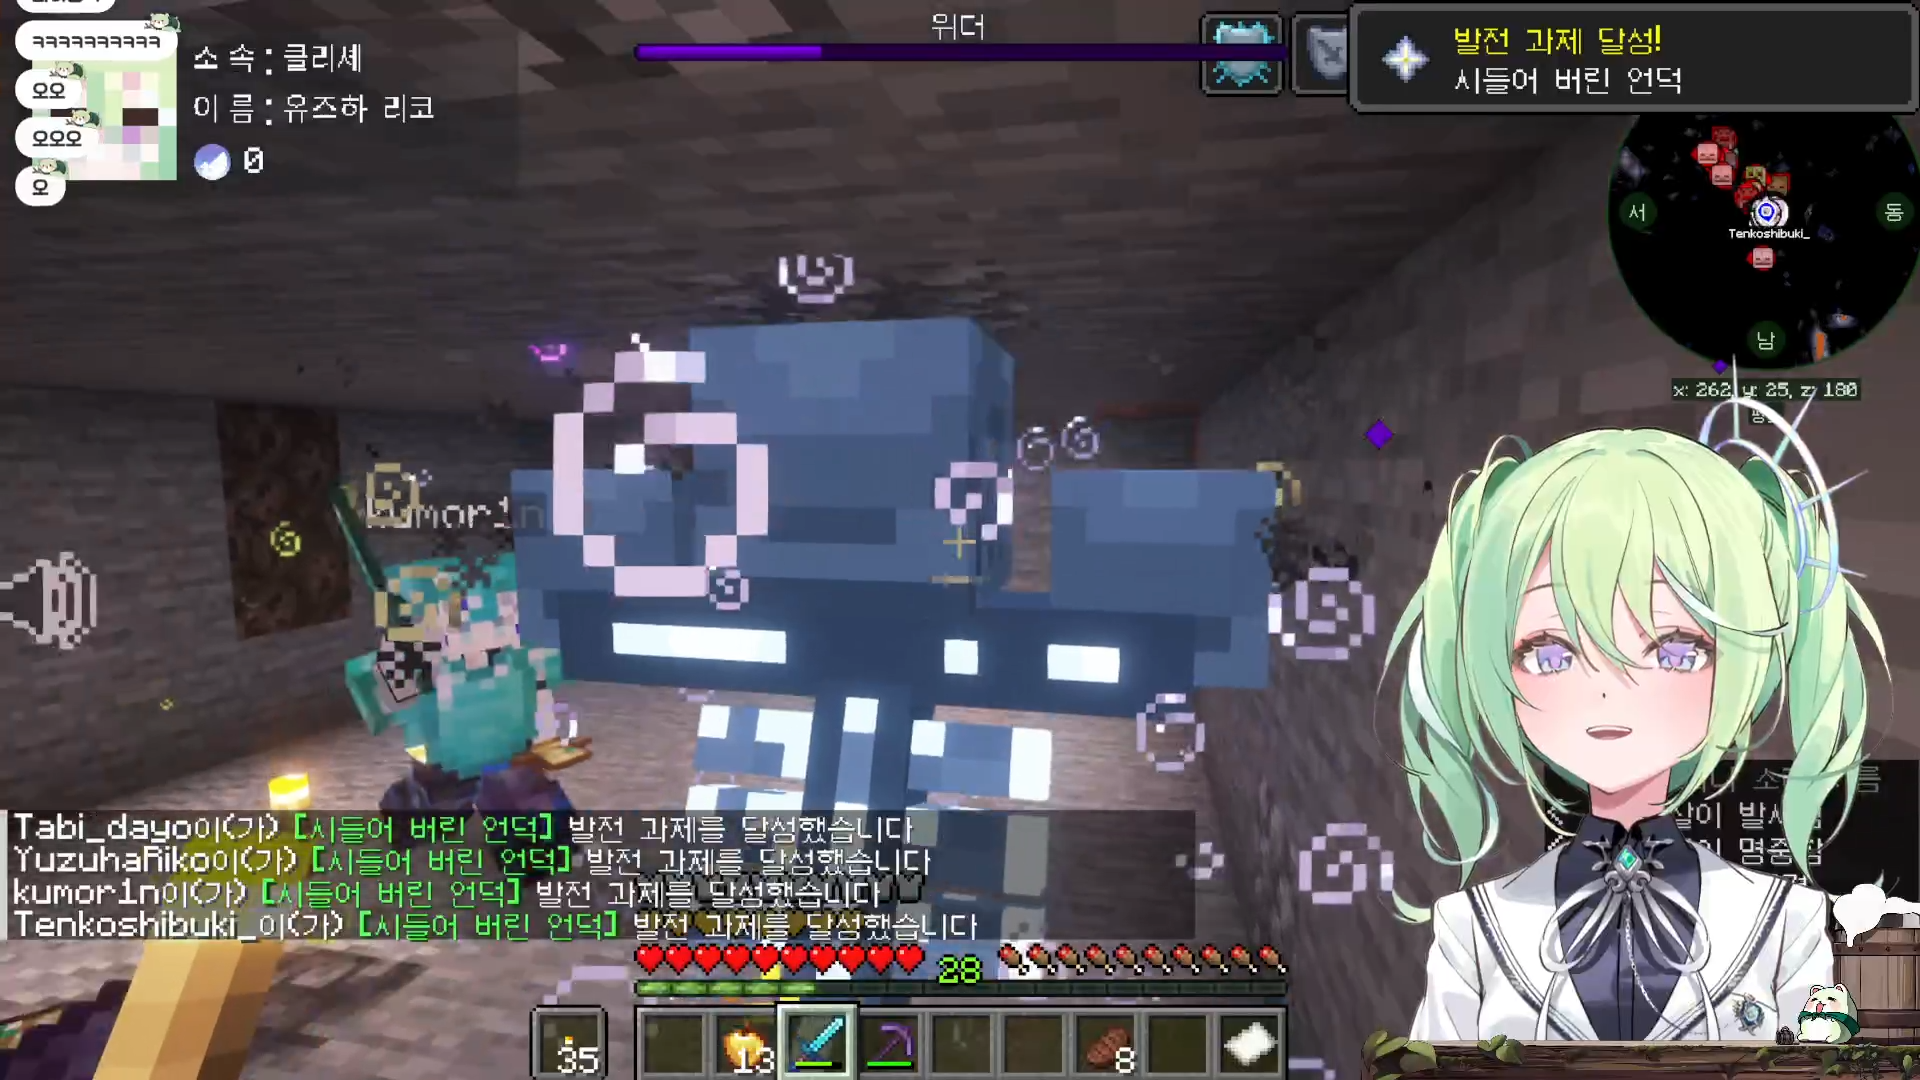 ㅋㅋㅋㅋㅋㅋㅋㅋㅋㅋ
오오
오오오
오
소 속 : 클리셰
이 름 : 유즈하 리코
0
위더
발전 과제 달성!
시들어 버린 언덕
서
동
Tenkoshibuki_
남
x: 262, y: 25, z: 180
kumor1n
Tabi_dayo이(가) [시들어 버린 언덕] 발전 과제를 달성했습니다
YuzuhaRiko이(가) [시들어 버린 언덕] 발전 과제를 달성했습니다
kumor1n이(가) [시들어 버린 언덕] 발전 과제를 달성했습니다
Tenkoshibuki_이(가) [시들어 버린 언덕] 발전 과제를 달성했습니다
28
35
13
8